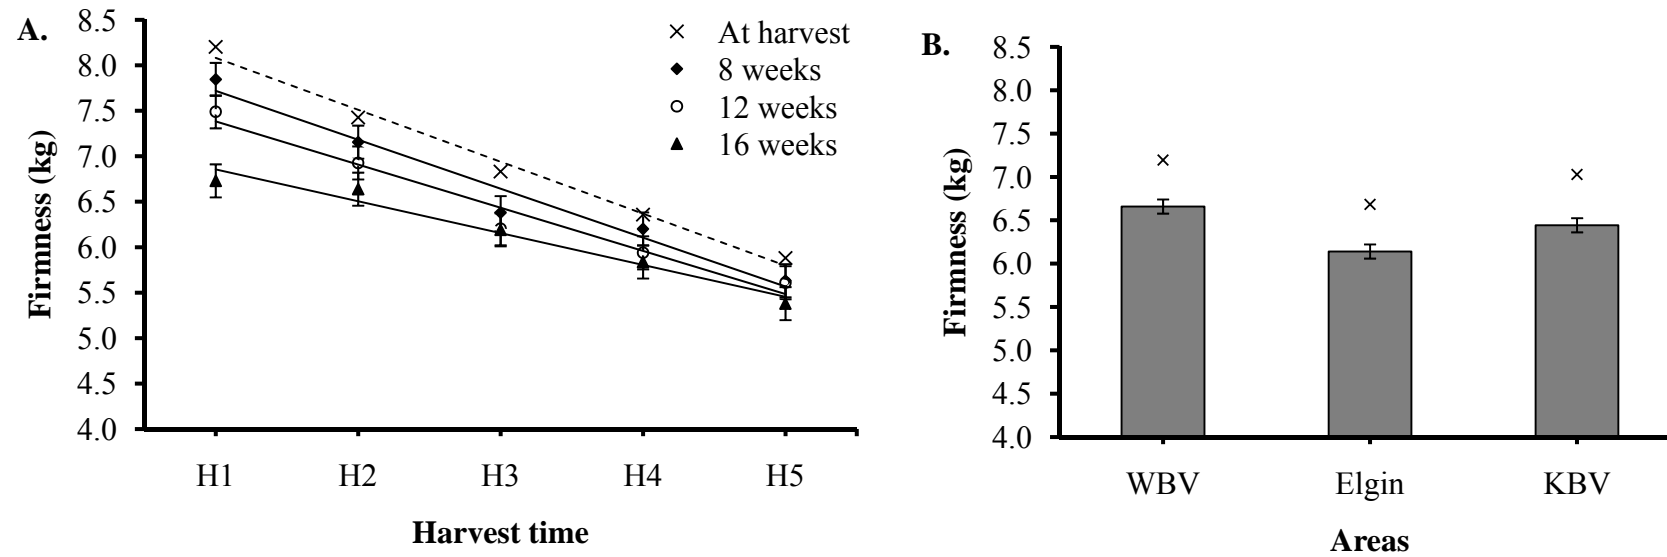 A.
Firmness (kg)
8.5
8.0
7.5
7.0
6.5
6.0
5.5
5.0
4.5
4.0
H1 H2 H3 H4 H5
Harvest time
At harvest
8 weeks
12 weeks
16 weeks
B.
Firmness (kg)
8.5
8.0
7.5
7.0
6.5
6.0
5.5
5.0
4.5
4.0
WBV Elgin KBV
Areas